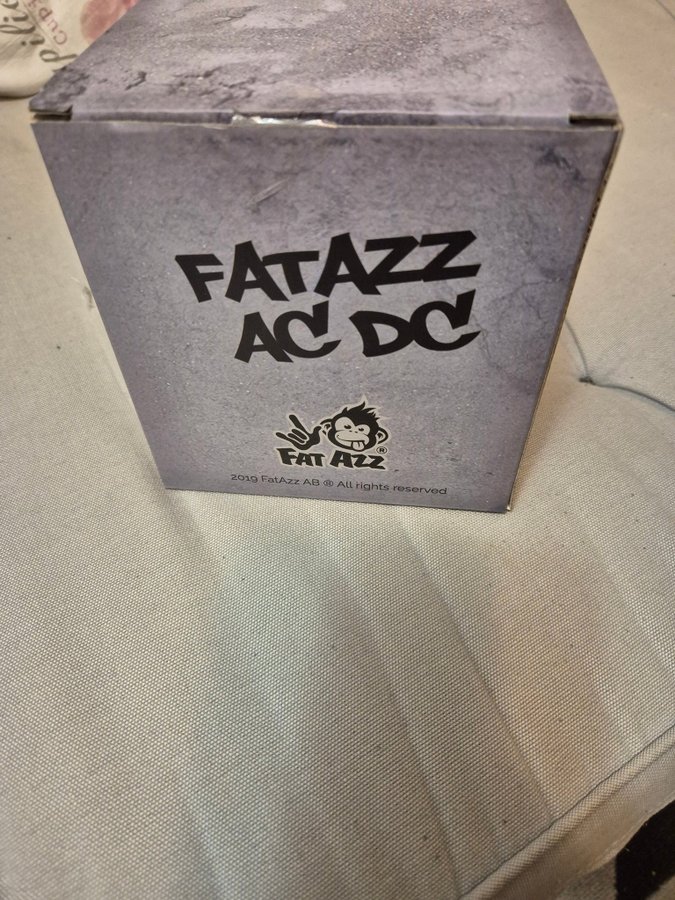 FATAZZ
AC DC
FAT AZZ ®
2019 FatAzz AB ® All rights reserved